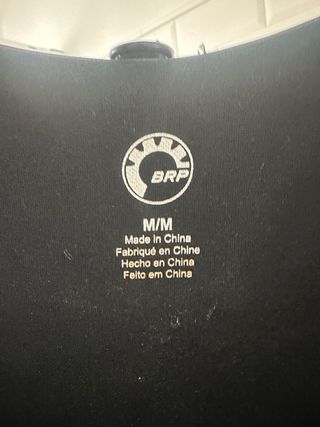 BRP
M/M
Made in China
Fabriqué en Chine
Hecho en China
Feito em China